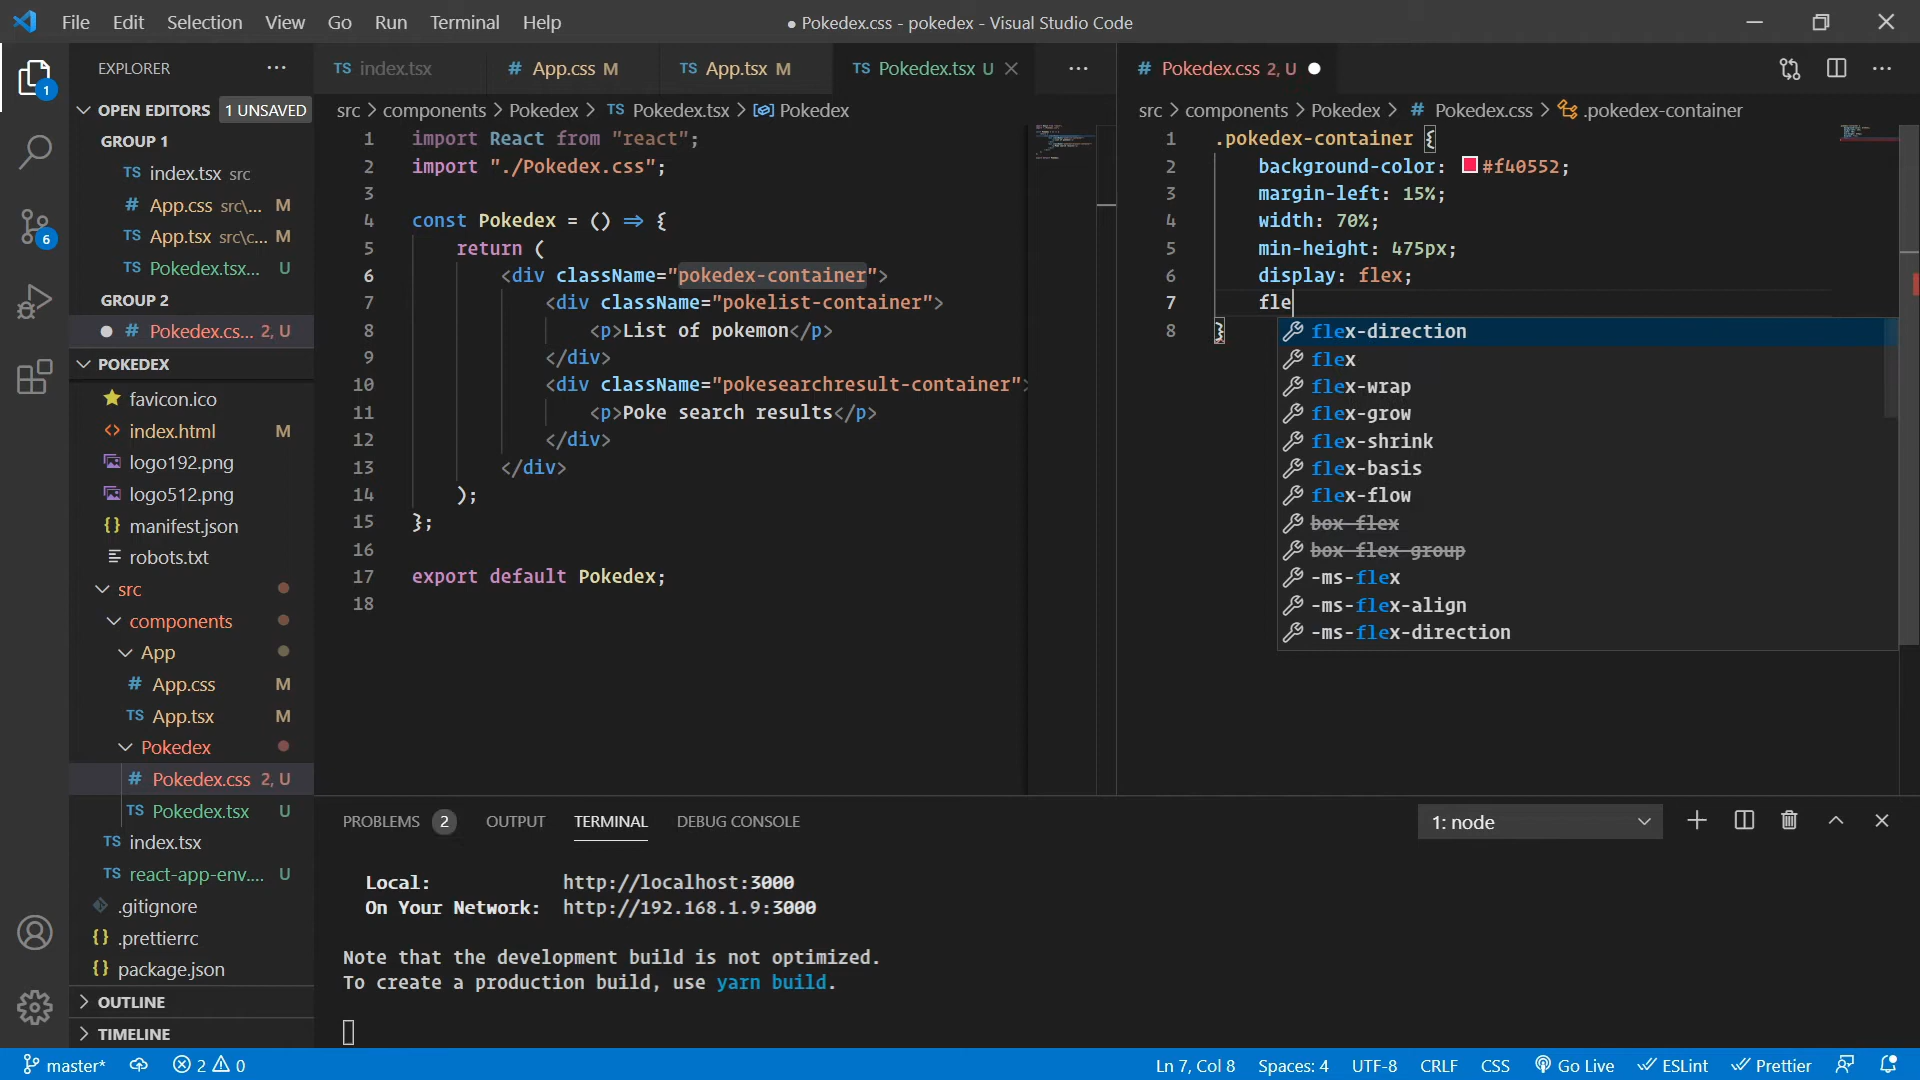 File Edit Selection View Go Run Terminal Help
● Pokedex.css - pokedex - Visual Studio Code
1
6
EXPLORER ···
OPEN EDITORS 1 UNSAVED
GROUP 1
TS index.tsx src
# App.css src\... M
TS App.tsx src\c... M
TS Pokedex.tsx... U
GROUP 2
● # Pokedex.cs... 2, U
POKEDEX
favicon.ico
<> index.html M
logo192.png
logo512.png
{} manifest.json
robots.txt
src
components
App
# App.css M
TS App.tsx M
Pokedex
# Pokedex.css 2, U
TS Pokedex.tsx U
TS index.tsx
TS react-app-env.... U
.gitignore
{} .prettierrc
{} package.json
OUTLINE
TIMELINE
TS index.tsx # App.css M TS App.tsx M TS Pokedex.tsx U ···
src > components > Pokedex > TS Pokedex.tsx > Pokedex
1 import React from "react";
2 import "./Pokedex.css";
3
4 const Pokedex = () ⇒ {
5 return (
6 <div className="pokedex-container">
7 <div className="pokelist-container">
8 <p>List of pokemon</p>
9 </div>
10 <div className="pokesearchresult-container">
11 <p>Poke search results</p>
12 </div>
13 </div>
14 );
15 };
16
17 export default Pokedex;
18
# Pokedex.css 2, U ● ···
src > components > Pokedex > # Pokedex.css > .pokedex-container
1 .pokedex-container {
2 background-color: #f40552;
3 margin-left: 15%;
4 width: 70%;
5 min-height: 475px;
6 display: flex;
7 fle
8 }
flex-direction
flex
flex-wrap
flex-grow
flex-shrink
flex-basis
flex-flow
box-flex
box-flex-group
-ms-flex
-ms-flex-align
-ms-flex-direction
PROBLEMS 2 OUTPUT TERMINAL DEBUG CONSOLE 1: node
Local: http://localhost:3000
On Your Network: http://192.168.1.9:3000
Note that the development build is not optimized.
To create a production build, use yarn build.
master* 2 0 Ln 7, Col 8 Spaces: 4 UTF-8 CRLF CSS Go Live ESLint Prettier